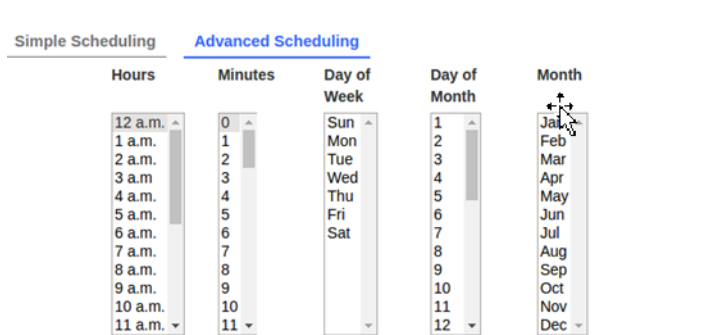 Simple Scheduling Advanced Scheduling
Hours Minutes Day of Week Day of Month Month
12 a.m. 0 Sun 1 Jan
1 a.m. 1 Mon 2 Feb
2 a.m. 2 Tue 3 Mar
3 a.m 3 Wed 4 Apr
4 a.m. 4 Thu 5 May
5 a.m. 5 Fri 6 Jun
6 a.m. 6 Sat 7 Jul
7 a.m. 7 8 Aug
8 a.m. 8 9 Sep
9 a.m. 9 10 Oct
10 a.m. 10 11 Nov
11 a.m. 11 12 Dec